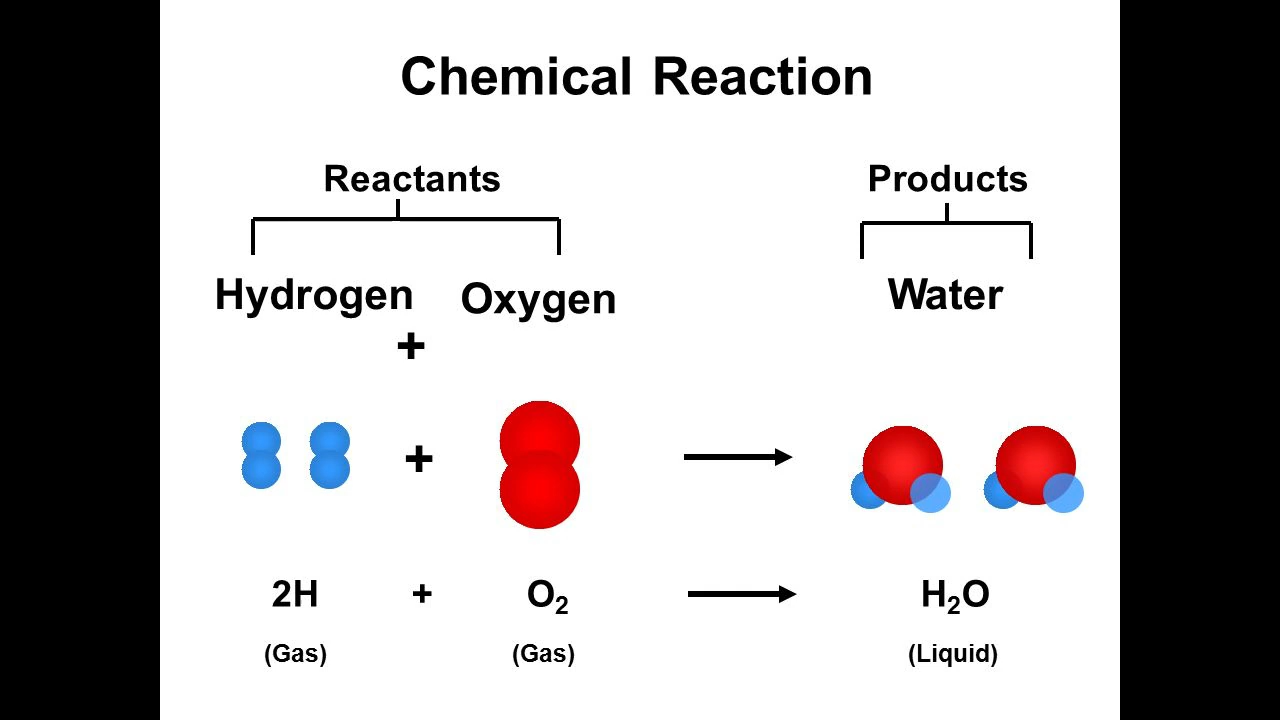 Chemical Reaction
Reactants Products
Hydrogen + Oxygen Water
+
2H + O₂ H₂O
(Gas) (Gas) (Liquid)